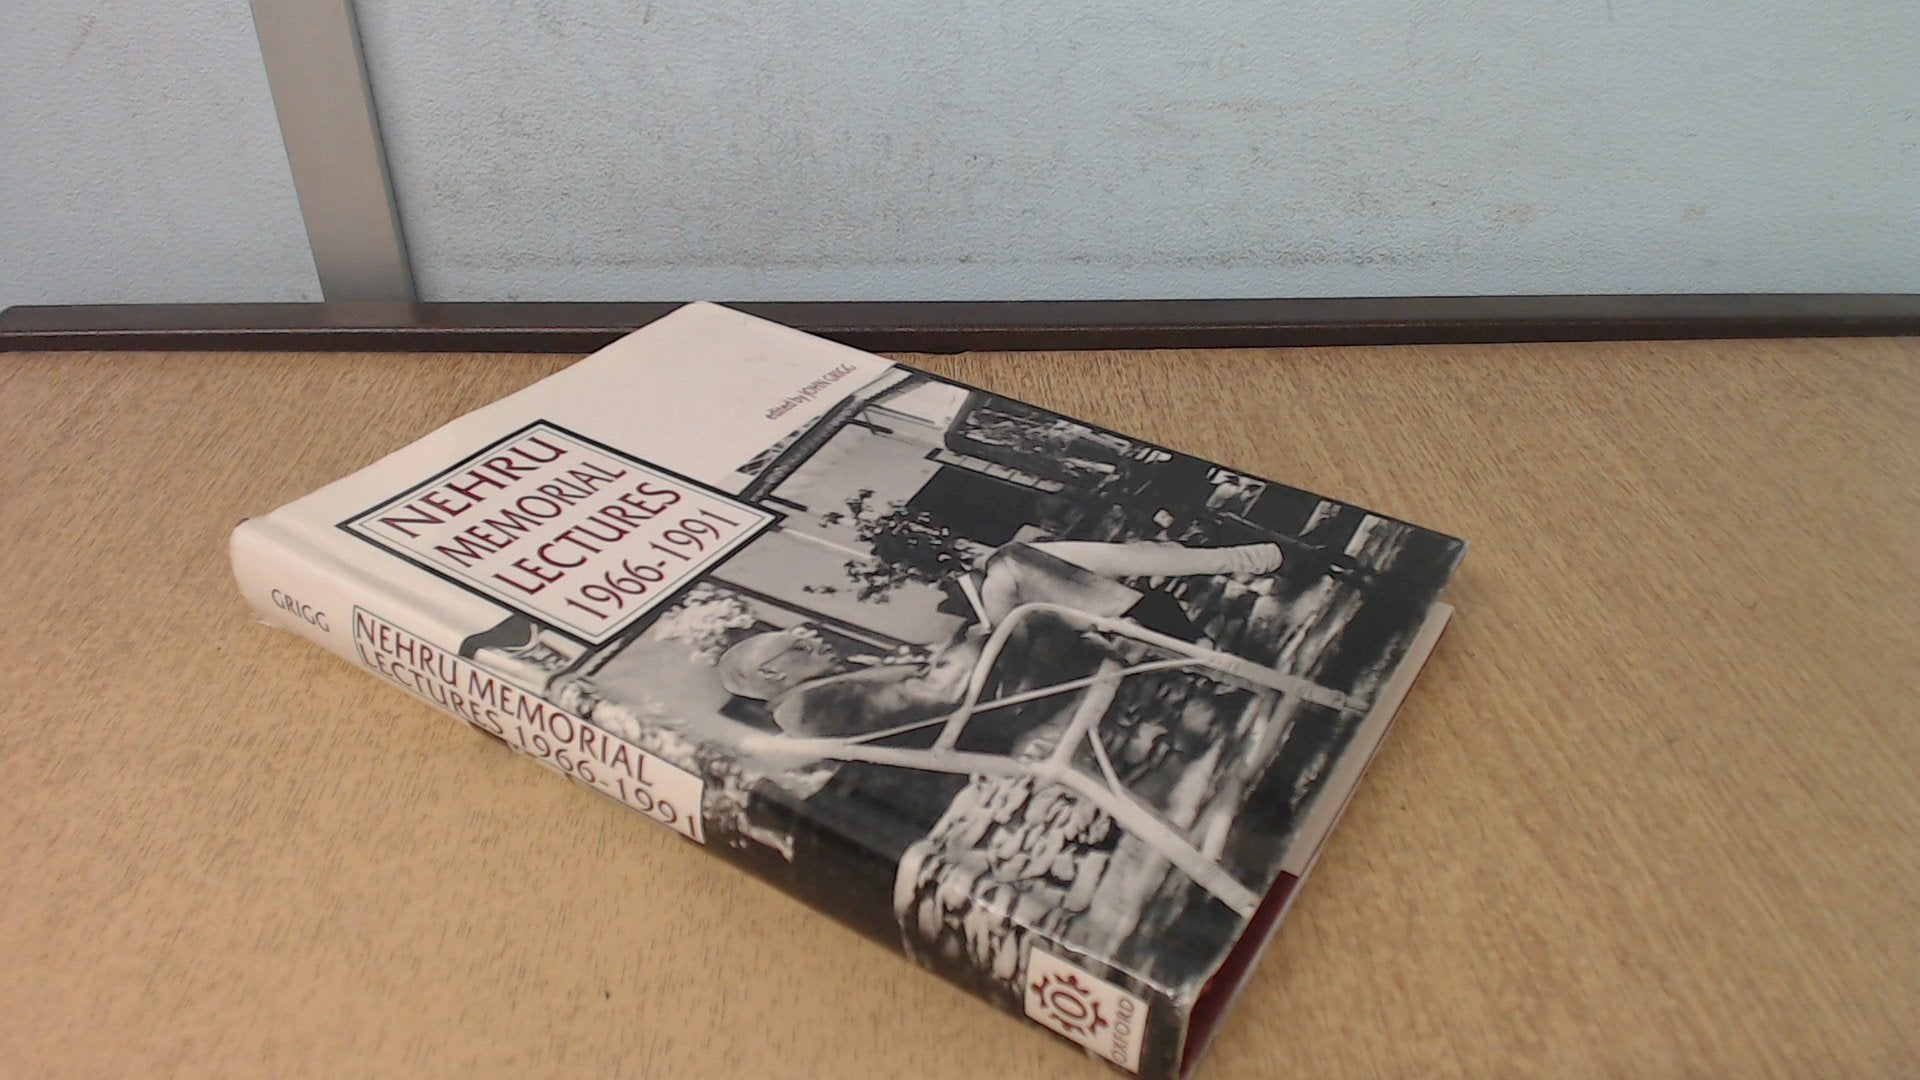 edited by JOHN GRIGG
NEHRU
MEMORIAL
LECTURES
1966-1991
GRIGG
NEHRU MEMORIAL
LECTURES 1966-1991
OXFORD